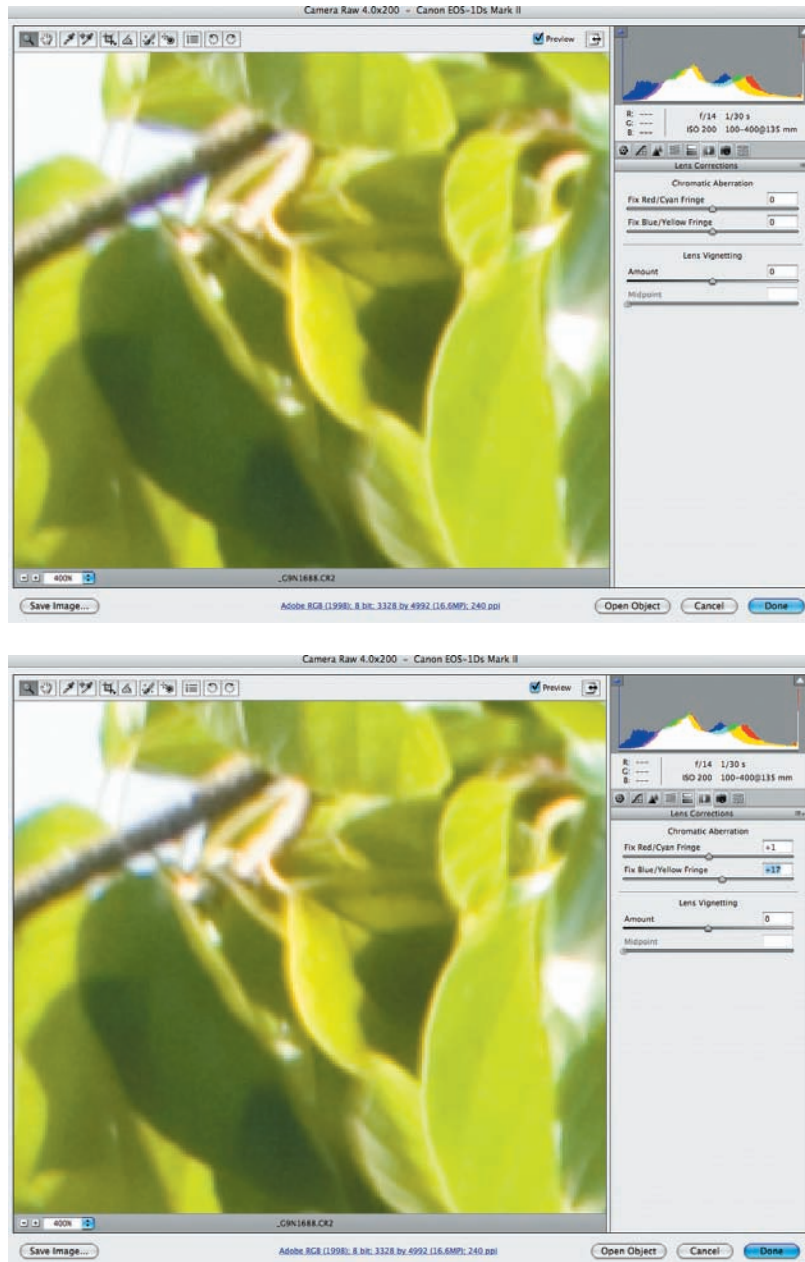 Camera Raw 4.0x200 – Canon EOS-1Ds Mark II
Preview
R: ---
G: ---
B: ---
f/14 1/30 s
ISO 200 100-400@135 mm
Lens Corrections
Chromatic Aberration
Fix Red/Cyan Fringe 0
Fix Blue/Yellow Fringe 0
Lens Vignetting
Amount 0
Midpoint
400%
_G9N1688.CR2
Save Image...
Adobe RGB (1998); 8 bit; 3328 by 4992 (16.6MP); 240 ppi
Open Object
Cancel
Done
Camera Raw 4.0x200 – Canon EOS-1Ds Mark II
Preview
R: ---
G: ---
B: ---
f/14 1/30 s
ISO 200 100-400@135 mm
Lens Corrections
Chromatic Aberration
Fix Red/Cyan Fringe +1
Fix Blue/Yellow Fringe +17
Lens Vignetting
Amount 0
Midpoint
400%
_G9N1688.CR2
Save Image...
Adobe RGB (1998); 8 bit; 3328 by 4992 (16.6MP); 240 ppi
Open Object
Cancel
Done